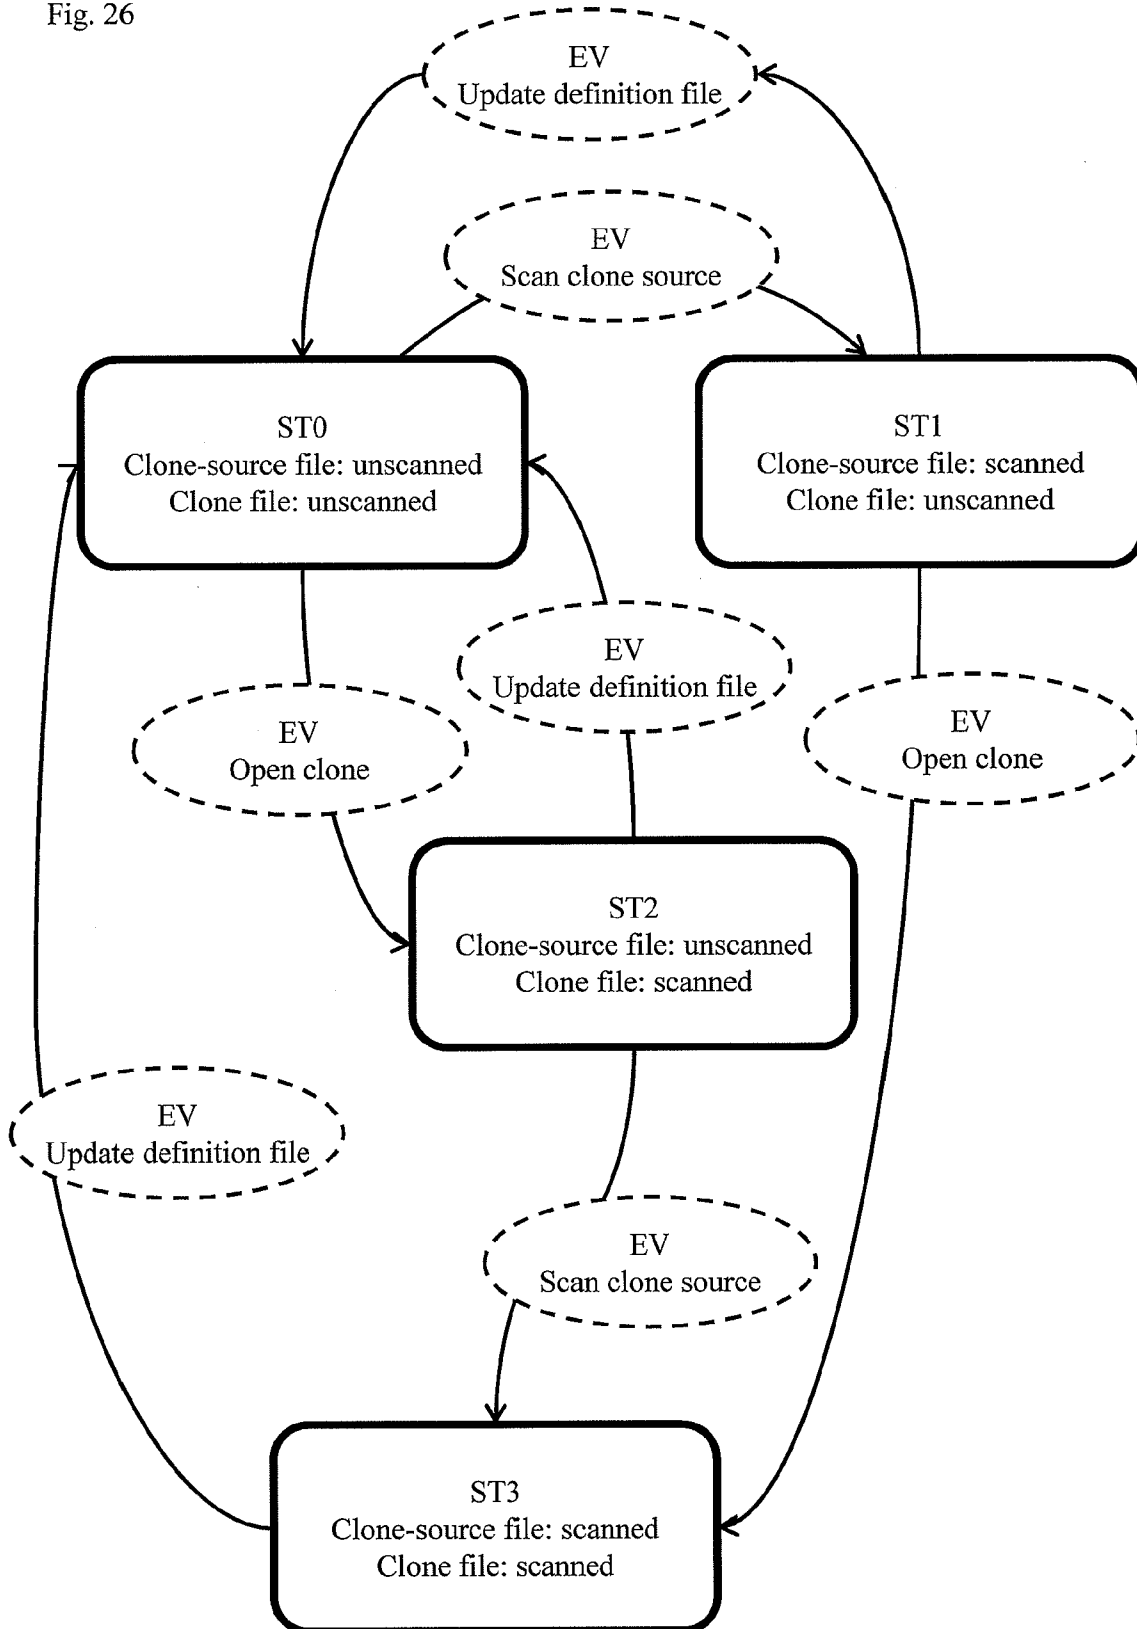 Fig. 26
EV
Update definition file
EV
Scan clone source
ST0
Clone-source file: unscanned
Clone file: unscanned
ST1
Clone-source file: scanned
Clone file: unscanned
EV
Update definition file
EV
Open clone
EV
Open clone
ST2
Clone-source file: unscanned
Clone file: scanned
EV
Update definition file
EV
Scan clone source
ST3
Clone-source file: scanned
Clone file: scanned